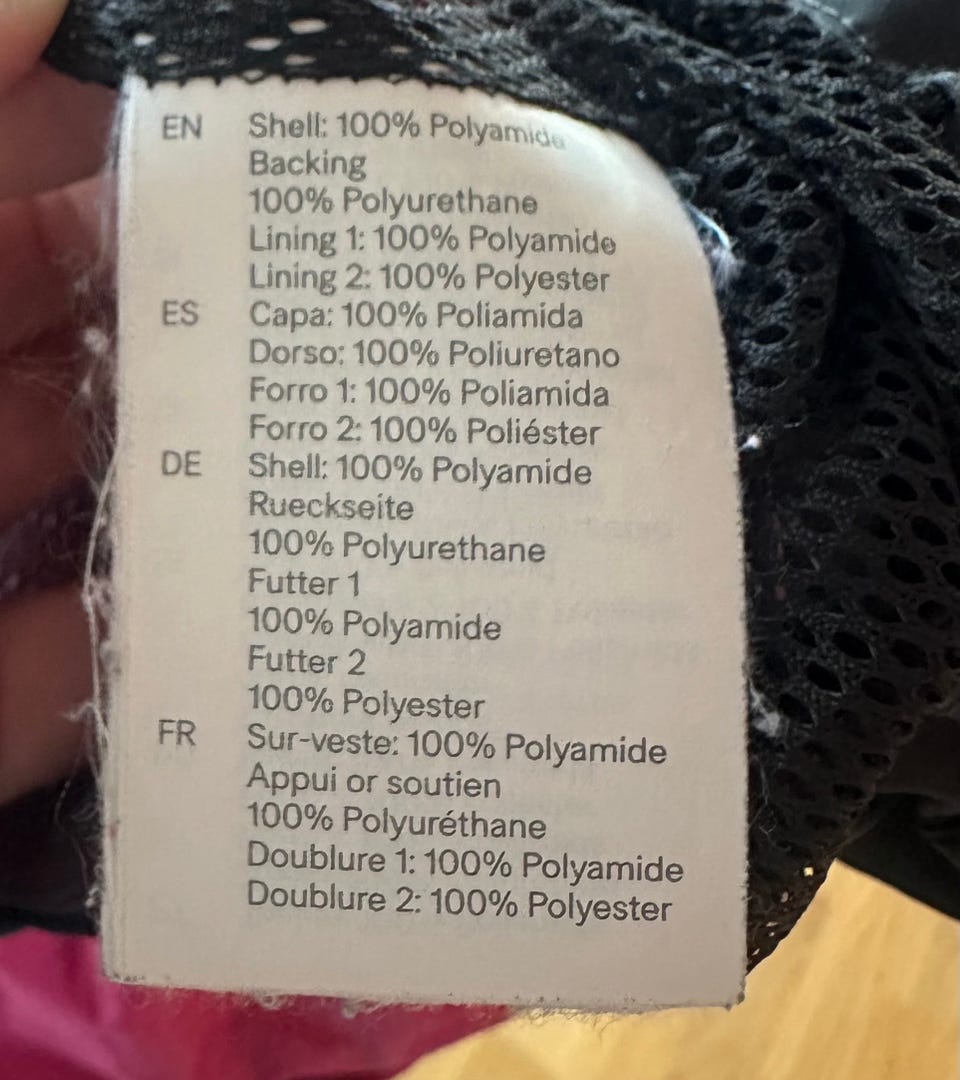 EN Shell: 100% Polyamide
Backing
100% Polyurethane
Lining 1: 100% Polyamide
Lining 2: 100% Polyester
ES Capa: 100% Poliamida
Dorso: 100% Poliuretano
Forro 1: 100% Poliamida
Forro 2: 100% Poliéster
DE Shell: 100% Polyamide
Rueckseite
100% Polyurethane
Futter 1
100% Polyamide
Futter 2
100% Polyester
FR Sur-veste: 100% Polyamide
Appui or soutien
100% Polyuréthane
Doublure 1: 100% Polyamide
Doublure 2: 100% Polyester